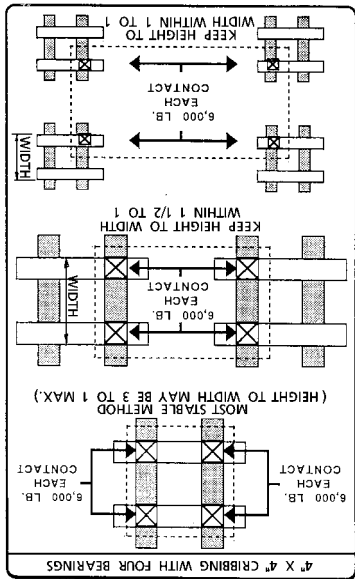 4" X 4" CRIBBING WITH FOUR BEARINGS
6,000 LB.
EACH
CONTACT
6,000 LB.
EACH
CONTACT
MOST STABLE METHOD
(HEIGHT TO WIDTH MAY BE 3 TO 1 MAX.)
6,000 LB.
EACH
CONTACT
WIDTH
KEEP HEIGHT TO WIDTH
WITHIN 1 1/2 TO 1
WIDTH
6,000 LB.
EACH
CONTACT
KEEP HEIGHT TO
WIDTH WITHIN 1 TO 1